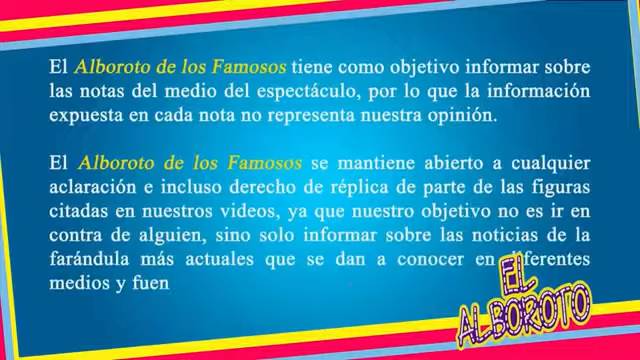 El Alboroto de los Famosos tiene como objetivo informar sobre
las notas del medio del espectáculo, por lo que la información
expuesta en cada nota no representa nuestra opinión.
El Alboroto de los Famosos se mantiene abierto a cualquier
aclaración e incluso derecho de réplica de parte de las figuras
citadas en nuestros videos, ya que nuestro objetivo no es ir en
contra de alguien, sino solo informar sobre las noticias de la
farándula más actuales que se dan a conocer en diferentes
medios y fuen
EL
ALBOROTO